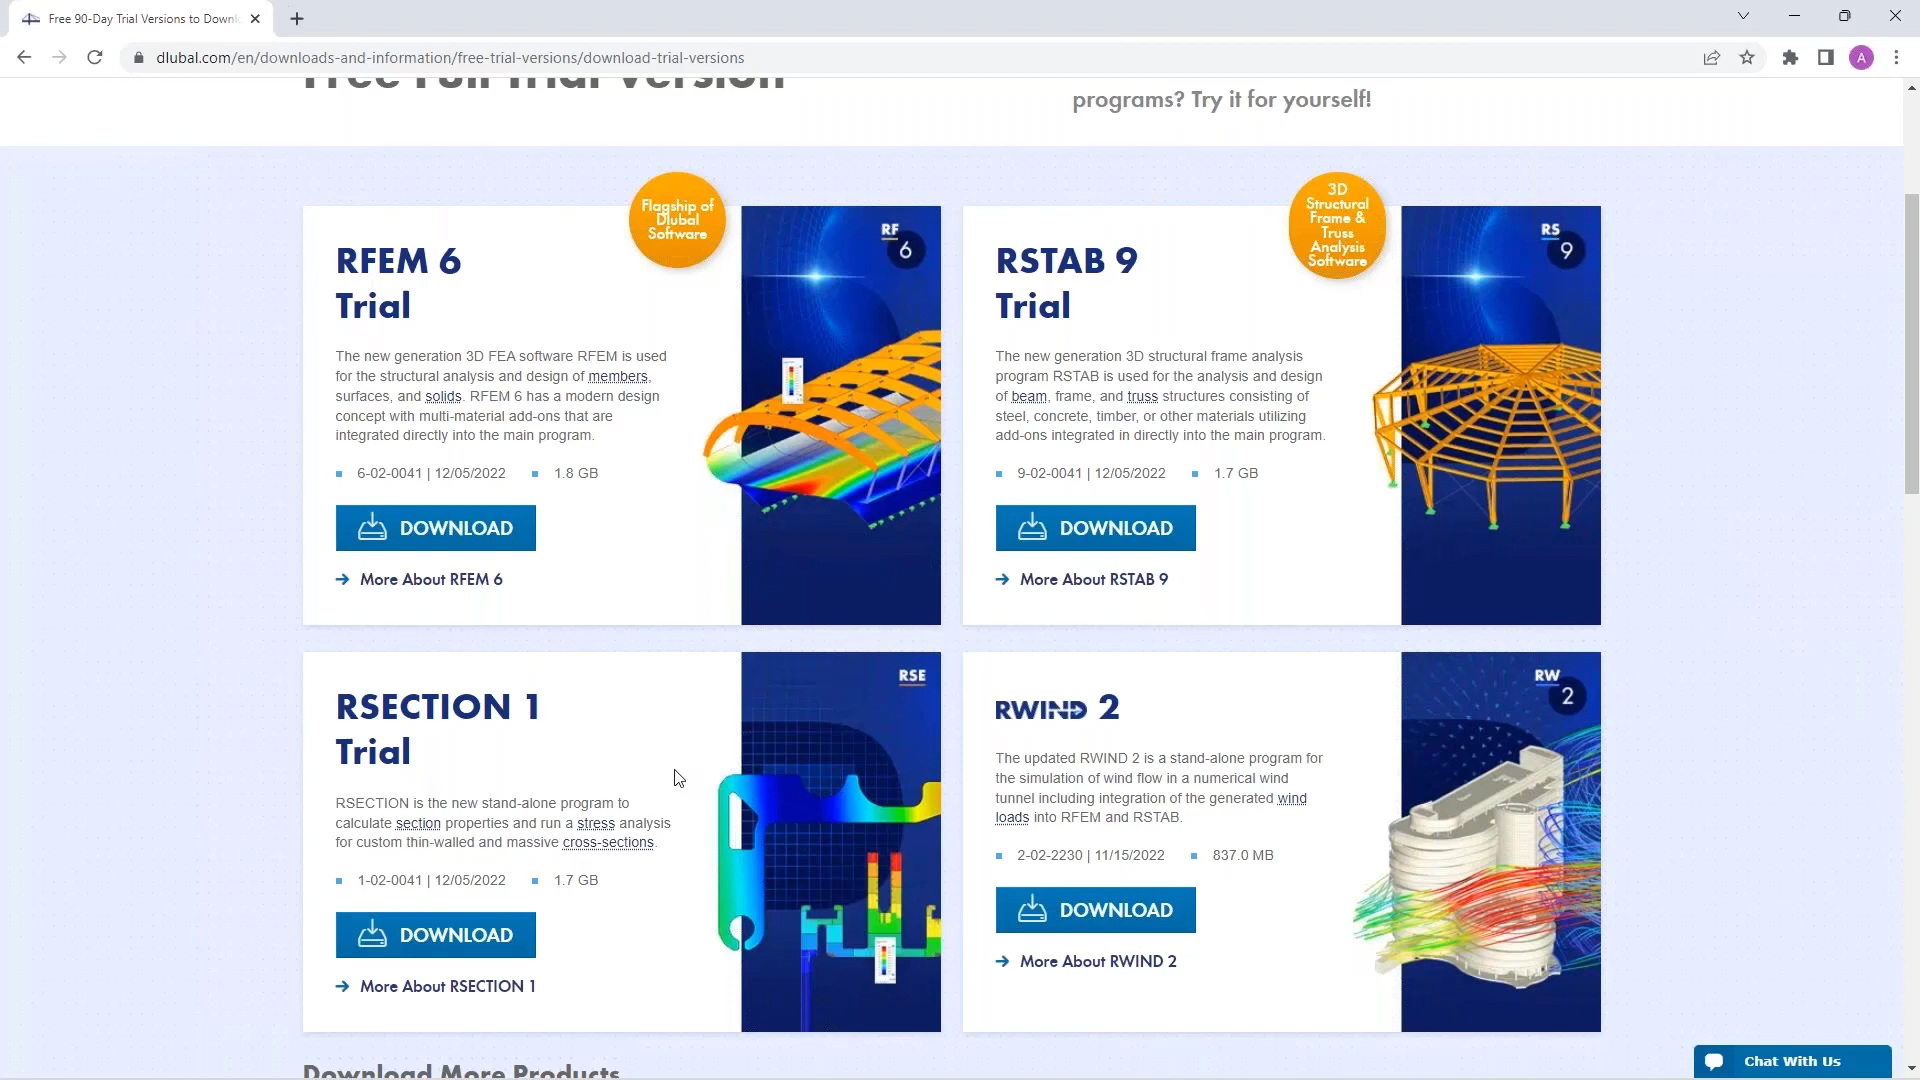 Free 90-Day Trial Versions to Downl
dlubal.com/en/downloads-and-information/free-trial-versions/download-trial-versions
A
Free Full Trial Version
programs? Try it for yourself!
Flagship of
Dlubal
Software
RF
6
RFEM 6
Trial
The new generation 3D FEA software RFEM is used
for the structural analysis and design of members,
surfaces, and solids. RFEM 6 has a modern design
concept with multi-material add-ons that are
integrated directly into the main program.
6-02-0041 | 12/05/2022
1.8 GB
DOWNLOAD
More About RFEM 6
3D
Structural
Frame &
Truss
Analysis
Software
RS
9
RSTAB 9
Trial
The new generation 3D structural frame analysis
program RSTAB is used for the analysis and design
of beam, frame, and truss structures consisting of
steel, concrete, timber, or other materials utilizing
add-ons integrated in directly into the main program.
9-02-0041 | 12/05/2022
1.7 GB
DOWNLOAD
More About RSTAB 9
RSE
RSECTION 1
Trial
RSECTION is the new stand-alone program to
calculate section properties and run a stress analysis
for custom thin-walled and massive cross-sections.
1-02-0041 | 12/05/2022
1.7 GB
DOWNLOAD
More About RSECTION 1
RW
2
RWIND 2
The updated RWIND 2 is a stand-alone program for
the simulation of wind flow in a numerical wind
tunnel including integration of the generated wind
loads into RFEM and RSTAB.
2-02-2230 | 11/15/2022
837.0 MB
DOWNLOAD
More About RWIND 2
Download More Products
Chat With Us